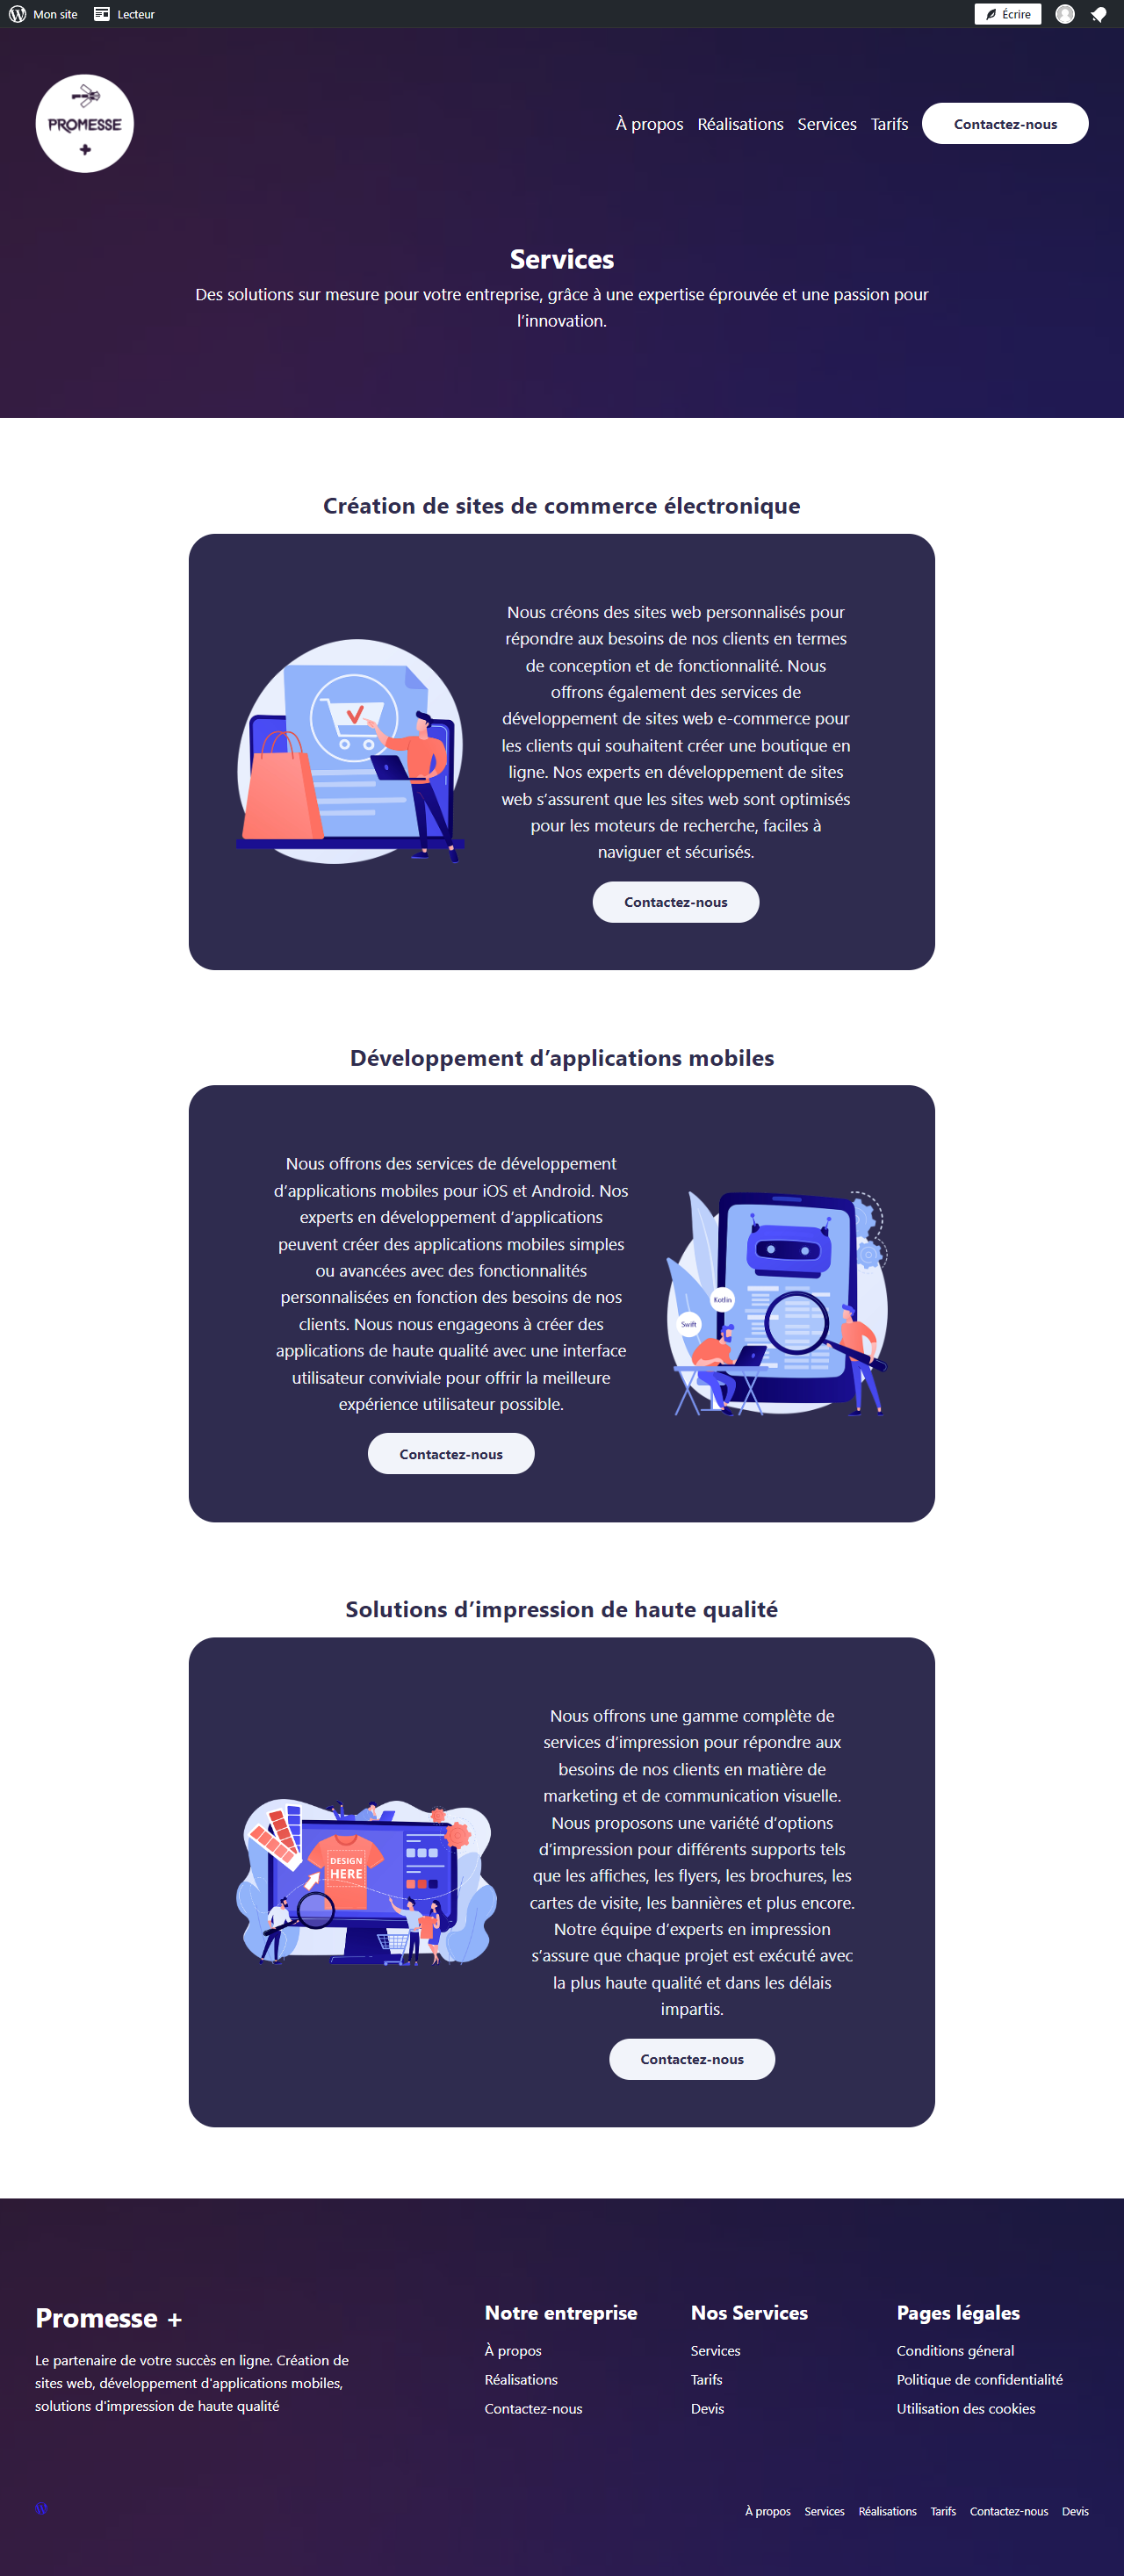 Mon site
Lecteur
Écrire
PROMESSE
+
À propos
Réalisations
Services
Tarifs
Contactez-nous
Services
Des solutions sur mesure pour votre entreprise, grâce à une expertise éprouvée et une passion pour
l’innovation.
Création de sites de commerce électronique
Nous créons des sites web personnalisés pour
répondre aux besoins de nos clients en termes
de conception et de fonctionnalité. Nous
offrons également des services de
développement de sites web e-commerce pour
les clients qui souhaitent créer une boutique en
ligne. Nos experts en développement de sites
web s’assurent que les sites web sont optimisés
pour les moteurs de recherche, faciles à
naviguer et sécurisés.
Contactez-nous
Développement d’applications mobiles
Nous offrons des services de développement
d’applications mobiles pour iOS et Android. Nos
experts en développement d’applications
peuvent créer des applications mobiles simples
ou avancées avec des fonctionnalités
personnalisées en fonction des besoins de nos
clients. Nous nous engageons à créer des
applications de haute qualité avec une interface
utilisateur conviviale pour offrir la meilleure
expérience utilisateur possible.
Contactez-nous
Kotlin
Swift
Solutions d’impression de haute qualité
DESIGN
HERE
Nous offrons une gamme complète de
services d’impression pour répondre aux
besoins de nos clients en matière de
marketing et de communication visuelle.
Nous proposons une variété d’options
d’impression pour différents supports tels
que les affiches, les flyers, les brochures, les
cartes de visite, les bannières et plus encore.
Notre équipe d’experts en impression
s’assure que chaque projet est exécuté avec
la plus haute qualité et dans les délais
impartis.
Contactez-nous
Promesse +
Le partenaire de votre succès en ligne. Création de
sites web, développement d'applications mobiles,
solutions d'impression de haute qualité
Notre entreprise
À propos
Réalisations
Contactez-nous
Nos Services
Services
Tarifs
Devis
Pages légales
Conditions géneral
Politique de confidentialité
Utilisation des cookies
À propos
Services
Réalisations
Tarifs
Contactez-nous
Devis